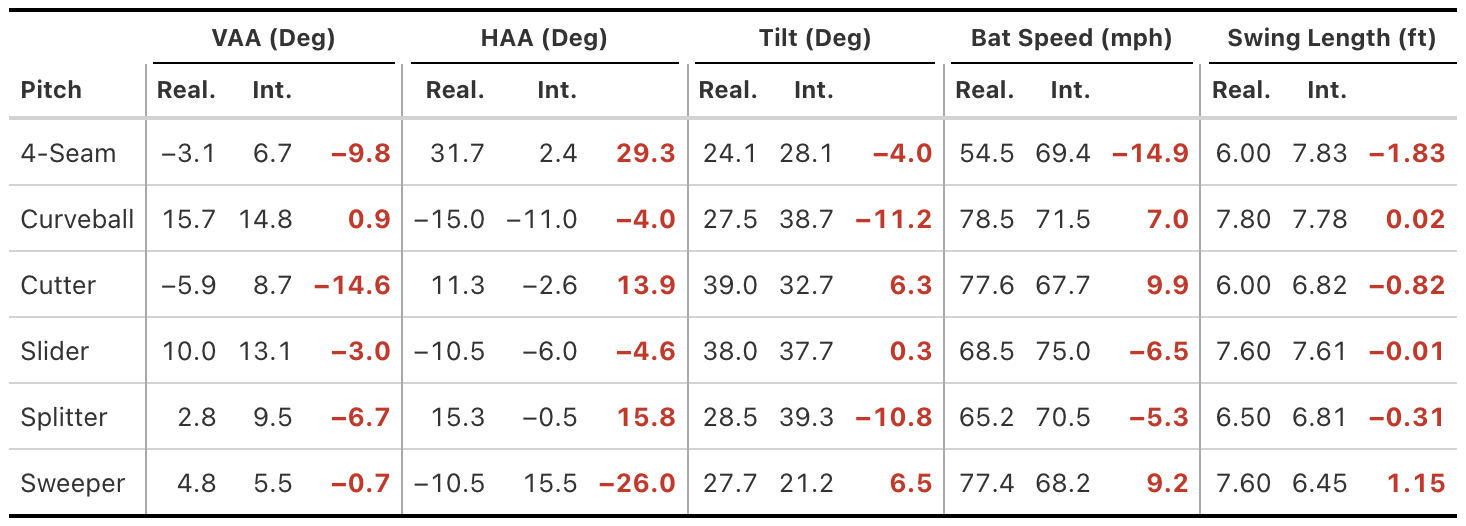 VAA (Deg) HAA (Deg) Tilt (Deg) Bat Speed (mph) Swing Length (ft)
Pitch Real. Int. Real. Int. Real. Int. Real. Int. Real. Int.
4-Seam −3.1 6.7 −9.8 31.7 2.4 29.3 24.1 28.1 −4.0 54.5 69.4 −14.9 6.00 7.83 −1.83
Curveball 15.7 14.8 0.9 −15.0 −11.0 −4.0 27.5 38.7 −11.2 78.5 71.5 7.0 7.80 7.78 0.02
Cutter −5.9 8.7 −14.6 11.3 −2.6 13.9 39.0 32.7 6.3 77.6 67.7 9.9 6.00 6.82 −0.82
Slider 10.0 13.1 −3.0 −10.5 −6.0 −4.6 38.0 37.7 0.3 68.5 75.0 −6.5 7.60 7.61 −0.01
Splitter 2.8 9.5 −6.7 15.3 −0.5 15.8 28.5 39.3 −10.8 65.2 70.5 −5.3 6.50 6.81 −0.31
Sweeper 4.8 5.5 −0.7 −10.5 15.5 −26.0 27.7 21.2 6.5 77.4 68.2 9.2 7.60 6.45 1.15